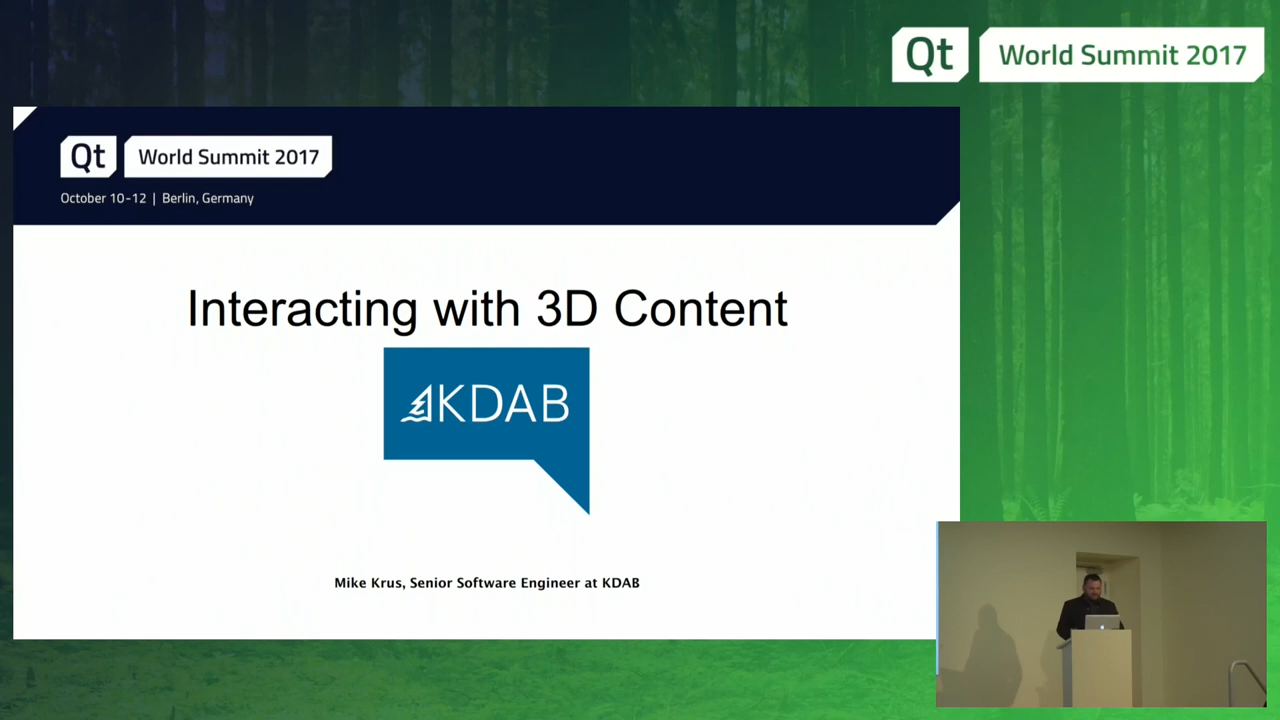 Qt World Summit 2017
Qt World Summit 2017
October 10-12 | Berlin, Germany
Interacting with 3D Content
KDAB
Mike Krus, Senior Software Engineer at KDAB